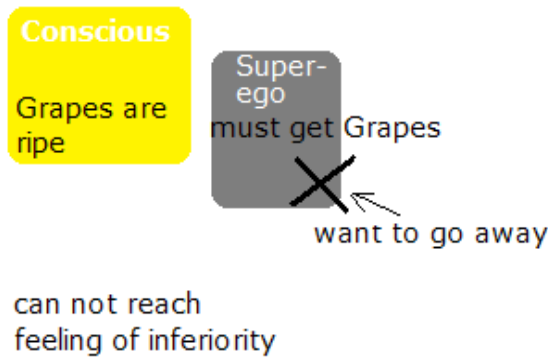 Conscious
Grapes are
ripe
Super-
ego
must get Grapes
want to go away
can not reach
feeling of inferiority